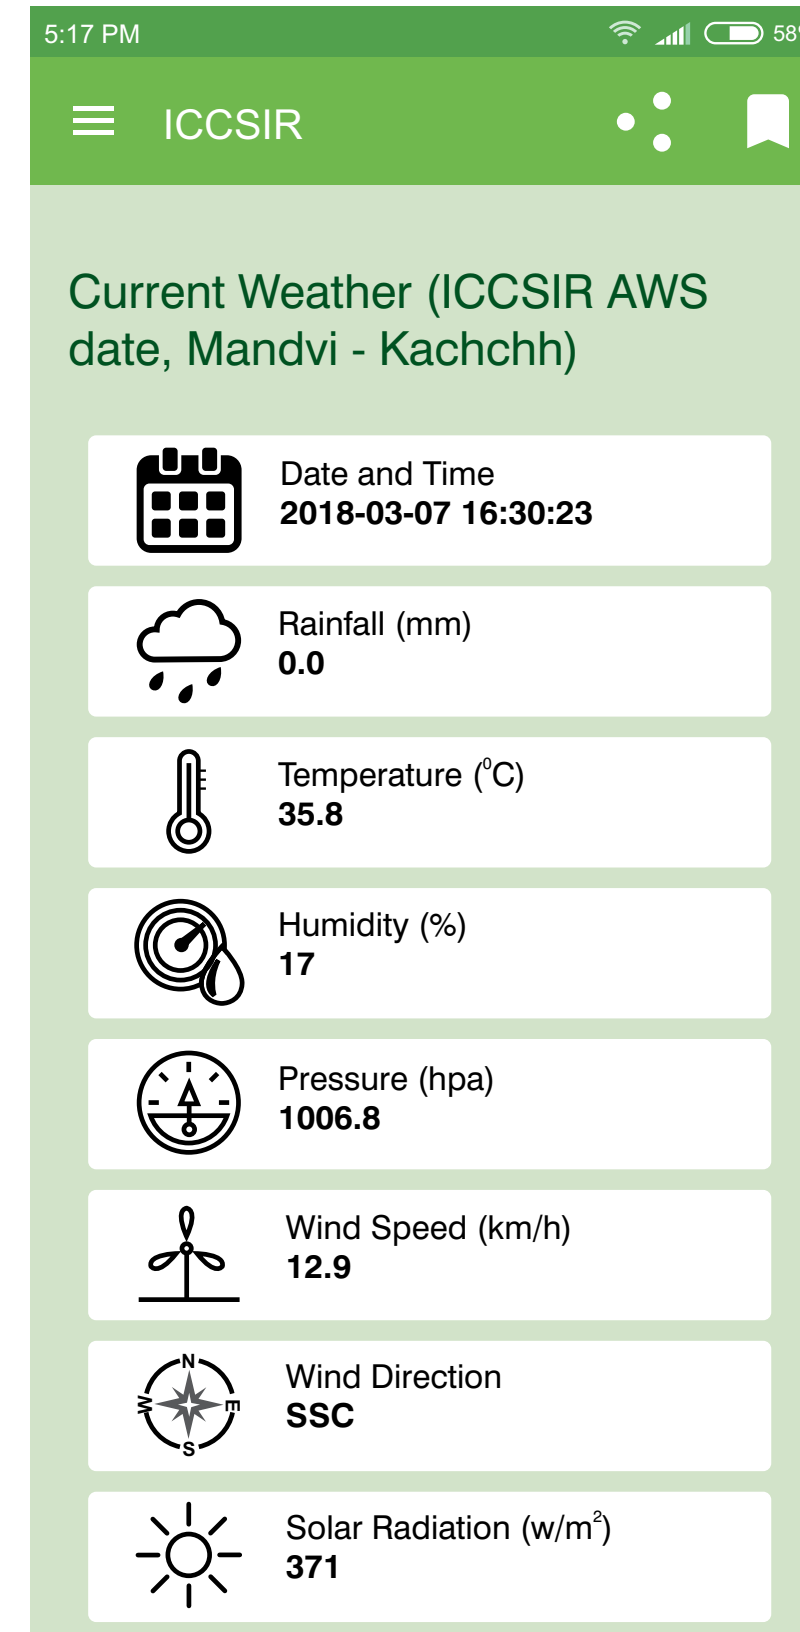 5:17 PM
58%
ICCSIR
Current Weather (ICCSIR AWS
date, Mandvi - Kachchh)
Date and Time
2018-03-07 16:30:23
Rainfall (mm)
0.0
Temperature (⁰C)
35.8
Humidity (%)
17
Pressure (hpa)
1006.8
Wind Speed (km/h)
12.9
N
W
E
S
Wind Direction
SSC
Solar Radiation (w/m²)
371